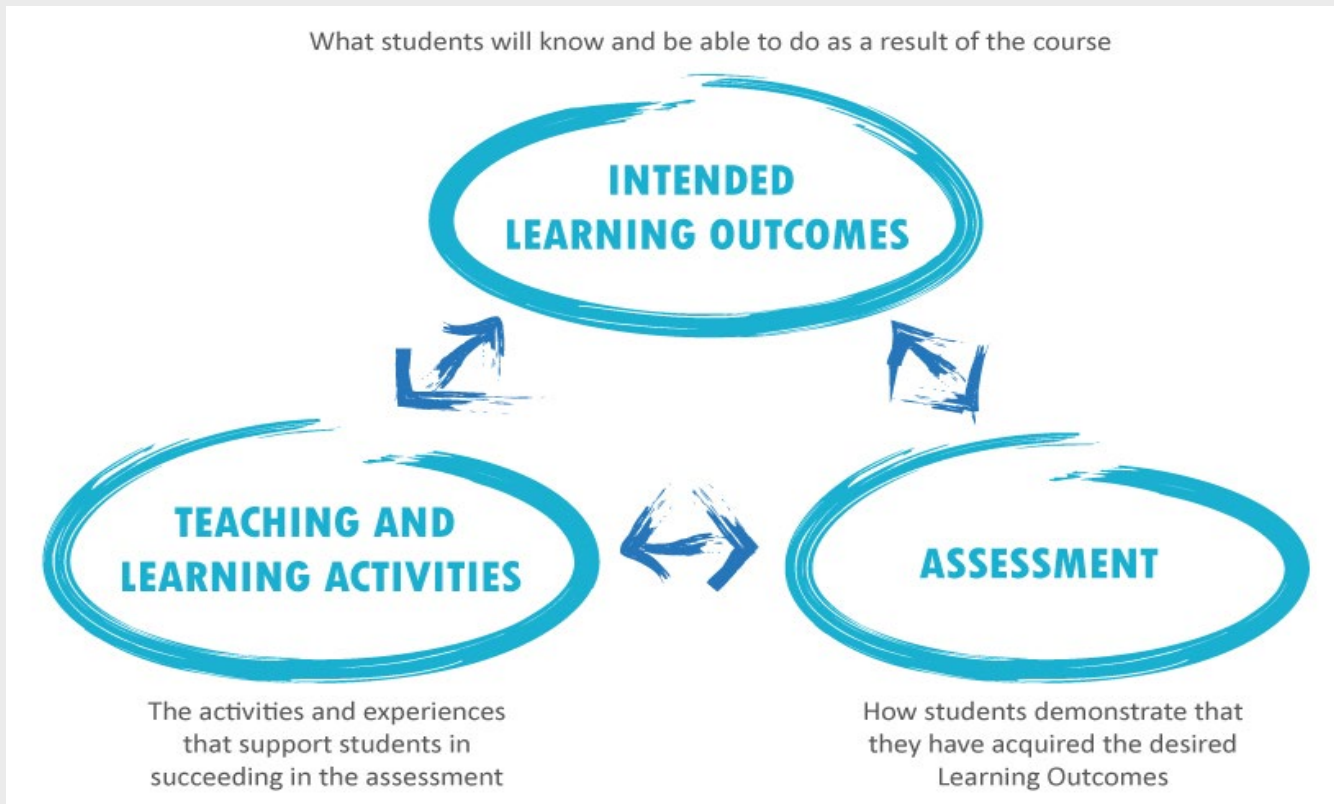 What students will know and be able to do as a result of the course
INTENDED
LEARNING OUTCOMES
TEACHING AND
LEARNING ACTIVITIES
ASSESSMENT
The activities and experiences
that support students in
succeeding in the assessment
How students demonstrate that
they have acquired the desired
Learning Outcomes